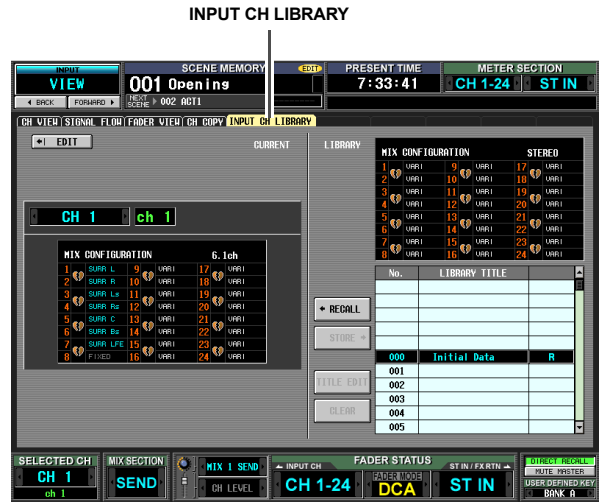 INPUT CH LIBRARY
INPUT SCENE MEMORY EDIT PRESENT TIME METER SECTION
VIEW 001 Opening 7:33:41 CH 1-24 ST IN
BACK FORWARD NEXT SCENE 002 ACT1
CH VIEW SIGNAL FLOW FADER VIEW CH COPY INPUT CH LIBRARY
EDIT CURRENT LIBRARY
MIX CONFIGURATION STEREO
1 VARI 9 VARI 17 VARI
2 VARI 10 VARI 18 VARI
3 VARI 11 VARI 19 VARI
4 VARI 12 VARI 20 VARI
5 VARI 13 VARI 21 VARI
6 VARI 14 VARI 22 VARI
7 VARI 15 VARI 23 VARI
8 VARI 16 VARI 24 VARI
CH 1 ch 1
MIX CONFIGURATION 6.1ch
1 SURR L 9 VARI 17 VARI
2 SURR R 10 VARI 18 VARI
3 SURR Ls 11 VARI 19 VARI
4 SURR Rs 12 VARI 20 VARI
5 SURR C 13 VARI 21 VARI
6 SURR Bs 14 VARI 22 VARI
7 SURR LFE 15 VARI 23 VARI
8 FIXED 16 VARI 24 VARI
No. LIBRARY TITLE
RECALL
STORE
TITLE EDIT
CLEAR
000 Initial Data R
001
002
003
004
005
SELECTED CH MIX SECTION MIX 1 SEND FADER STATUS DIRECT RECALL
INPUT CH ST IN / FX RTN MUTE MASTER
CH 1 SEND CH LEVEL CH 1-24 FADER MODE ST IN USER DEFINED KEY
ch 1 DCA BANK A